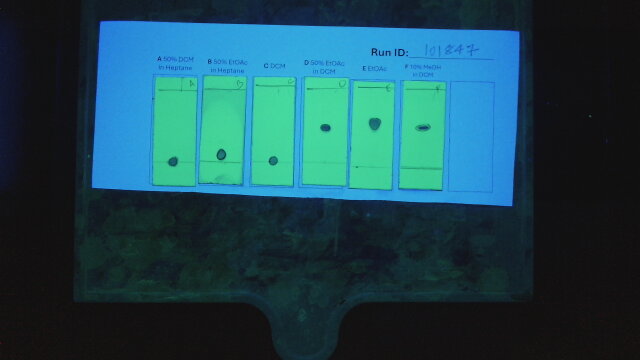 Run ID: 101847
A 50% DCM
in Heptane
B 50% EtOAc
in Heptane
C DCM
D 50% EtOAc
in DCM
E EtOAc
F 10% MeOH
in DCM
A
B
C
D
E
F